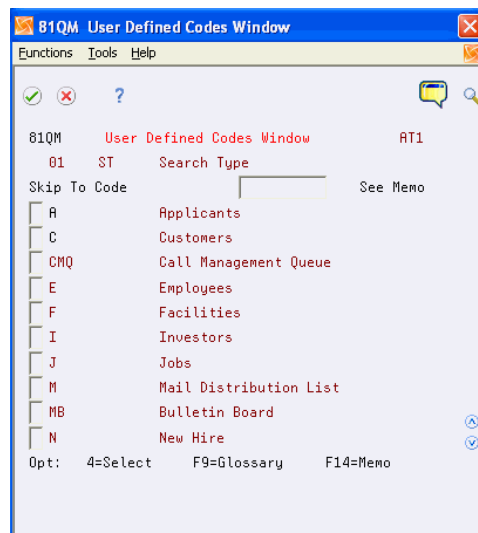 81QM User Defined Codes Window
Functions Tools Help
?
81QM User Defined Codes Window AT1
01 ST Search Type
Skip To Code See Memo
A Applicants
C Customers
CMQ Call Management Queue
E Employees
F Facilities
I Investors
J Jobs
M Mail Distribution List
MB Bulletin Board
N New Hire
Opt: 4=Select F9=Glossary F14=Memo